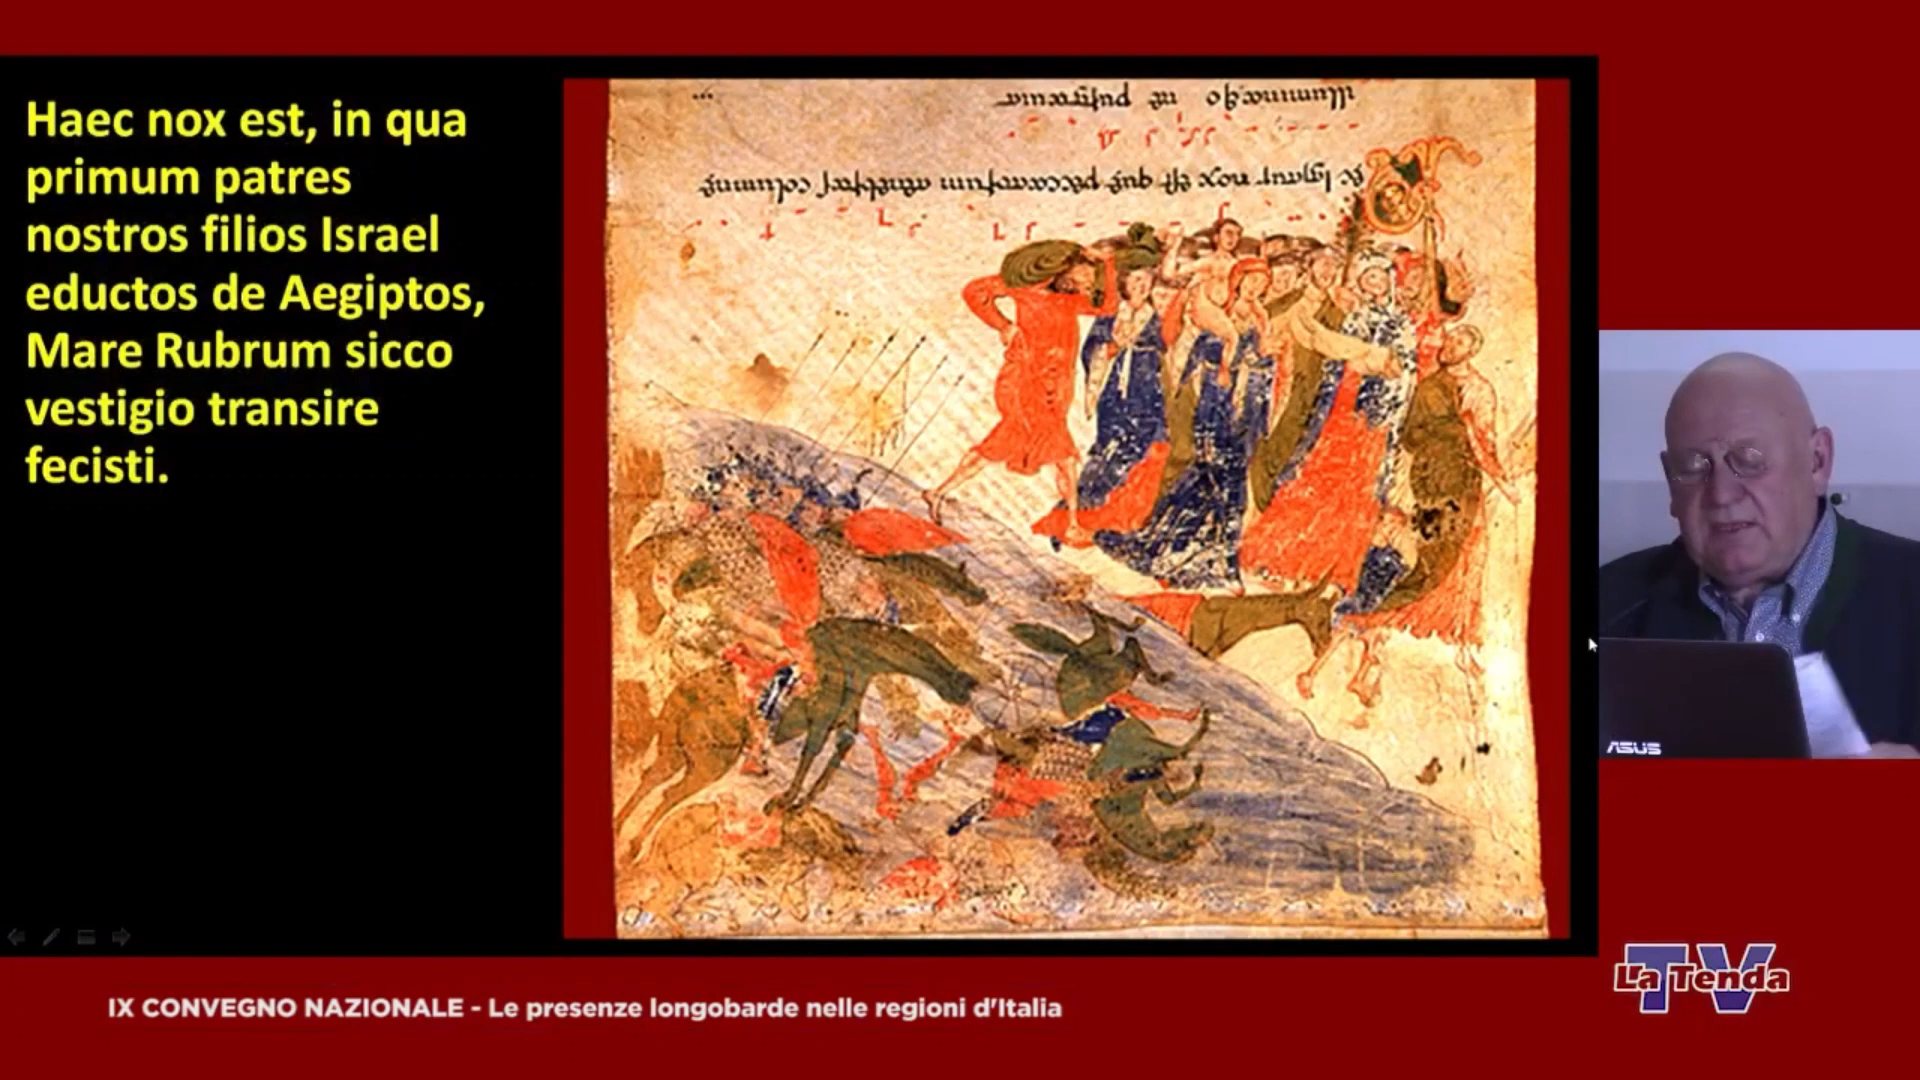 Haec nox est, in qua
primum patres
nostros filios Israel
eductos de Aegiptos,
Mare Rubrum sicco
vestigio transire
fecisti.
ASUS
La Tenda
TV
IX CONVEGNO NAZIONALE - Le presenze longobarde nelle regioni d'Italia